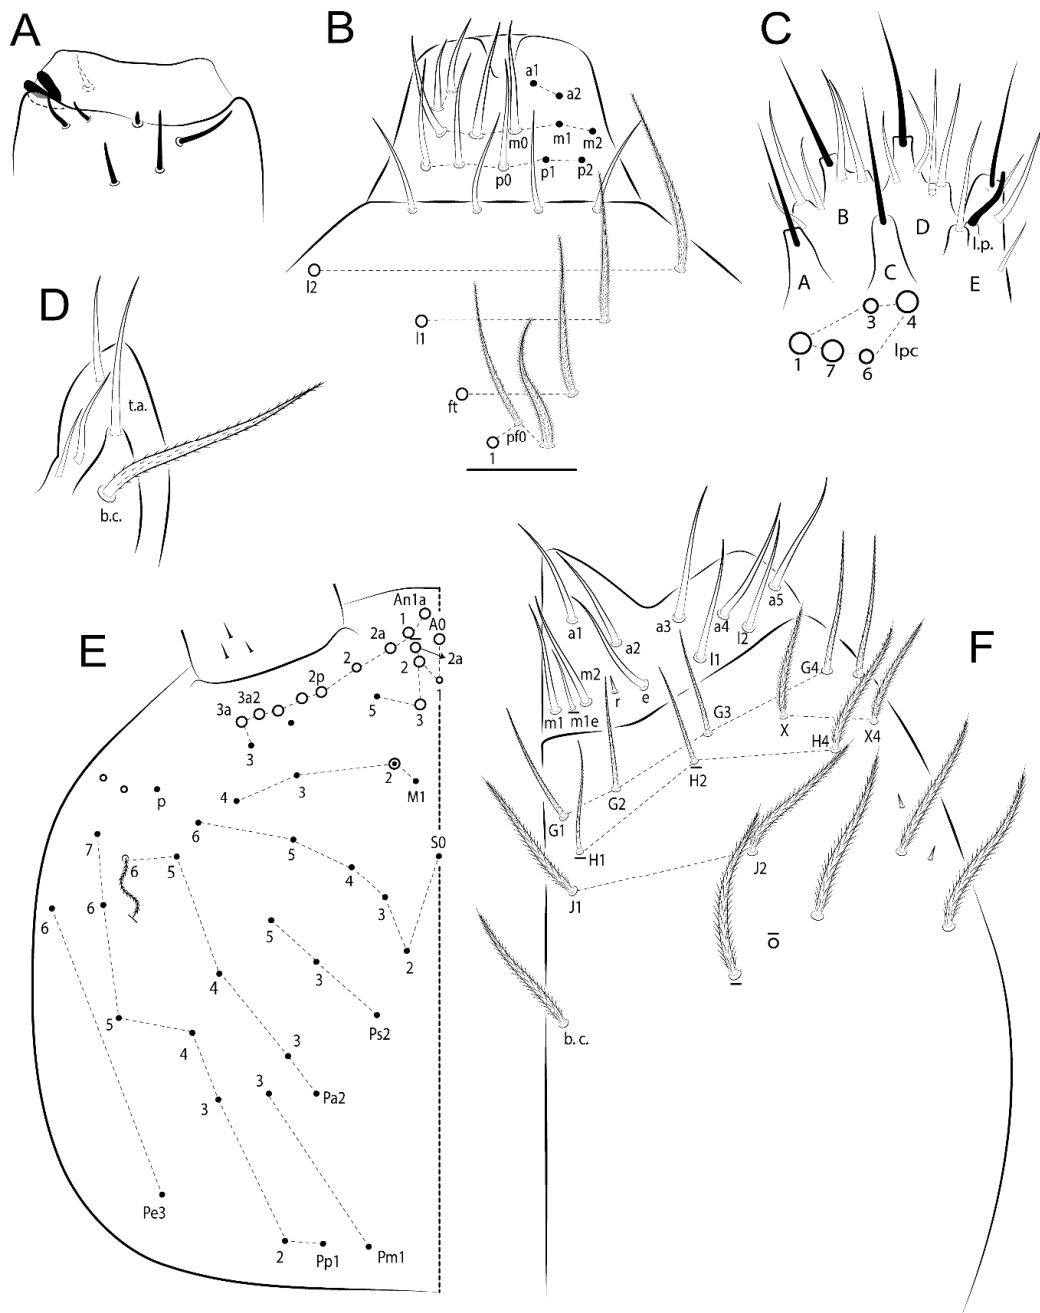 A
B
a1
a2
m0
m1
m2
p0
p1
p2
l2
l1
ft
pf0
1
C
B
D
l.p.
A
C
E
3
4
1
7
6
lpc
D
t.a.
b.c.
E
An1a
1
A0
2a
2
2
2a
2p
3a2
3a
5
3
3
2
M1
4
3
p
6
5
S0
7
6
5
4
3
6
6
5
2
3
4
Ps2
5
4
3
3
Pa2
3
Pe3
2
Pp1
Pm1
F
a1
a2
a3
a4
a5
l1
l2
m1
m1e
m2
r
e
G4
G3
X
X4
H4
H2
G2
G1
H1
J2
J1
b. c.